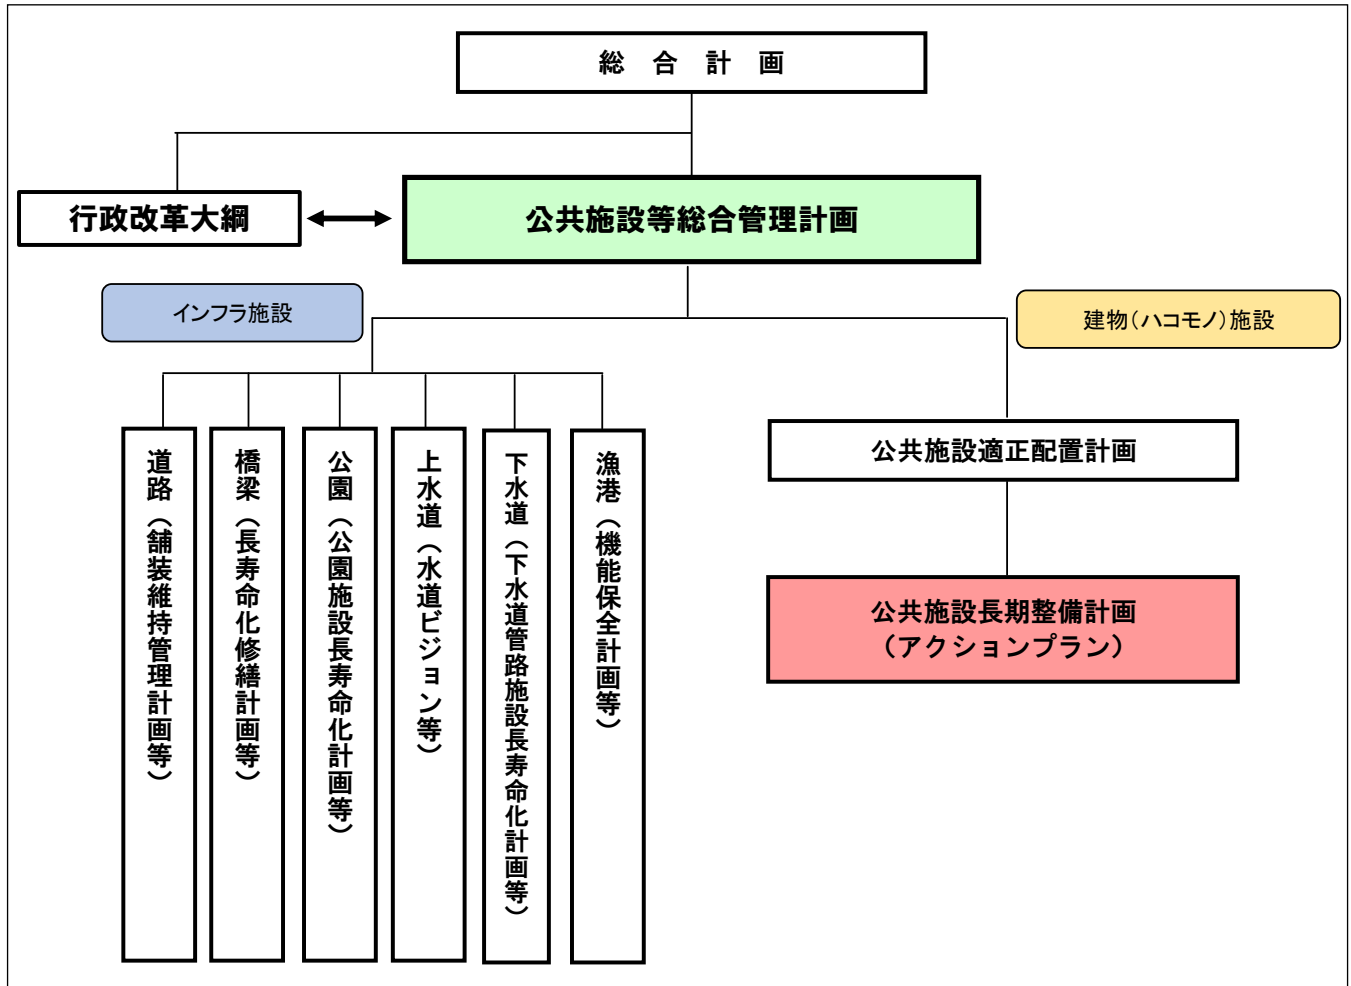 総合計画
行政改革大綱
公共施設等総合管理計画
インフラ施設
建物(ハコモノ)施設
道路（舗装維持管理計画等）
橋梁（長寿命化修繕計画等）
公園（公園施設長寿命化計画等）
上水道（水道ビジョン等）
下水道（下水道管路施設長寿命化計画等）
漁港（機能保全計画等）
公共施設適正配置計画
公共施設長期整備計画
（アクションプラン）